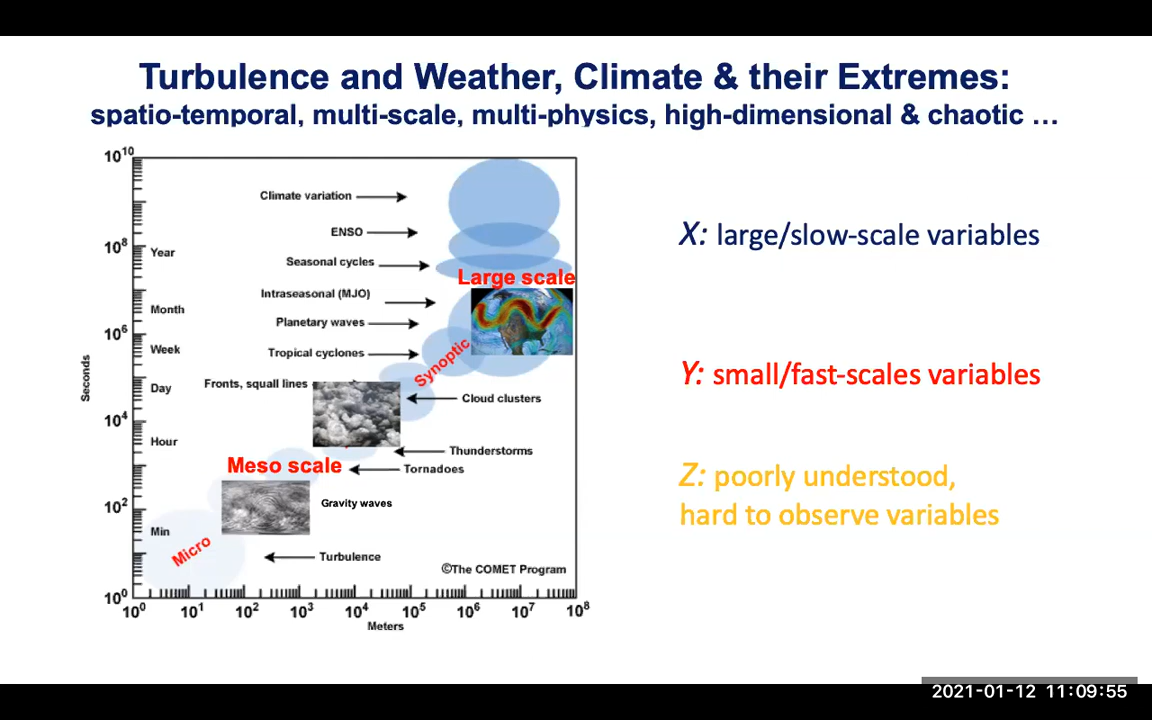 Turbulence and Weather, Climate & their Extremes:
spatio-temporal, multi-scale, multi-physics, high-dimensional & chaotic …
10¹⁰
Climate variation
ENSO
10⁸
Year
Seasonal cycles
Large scale
Intraseasonal (MJO)
Month
Planetary waves
10⁶
Week
Tropical cyclones
Synoptic
Seconds
Day
Fronts, squall lines
Cloud clusters
10⁴
Hour
Thunderstorms
Meso scale
Tornadoes
10²
Gravity waves
Min
Micro
Turbulence
©The COMET Program
10⁰
10⁰ 10¹ 10² 10³ 10⁴ 10⁵ 10⁶ 10⁷ 10⁸
Meters
X: large/slow-scale variables
Y: small/fast-scales variables
Z: poorly understood,
hard to observe variables
2021-01-12 11:09:55